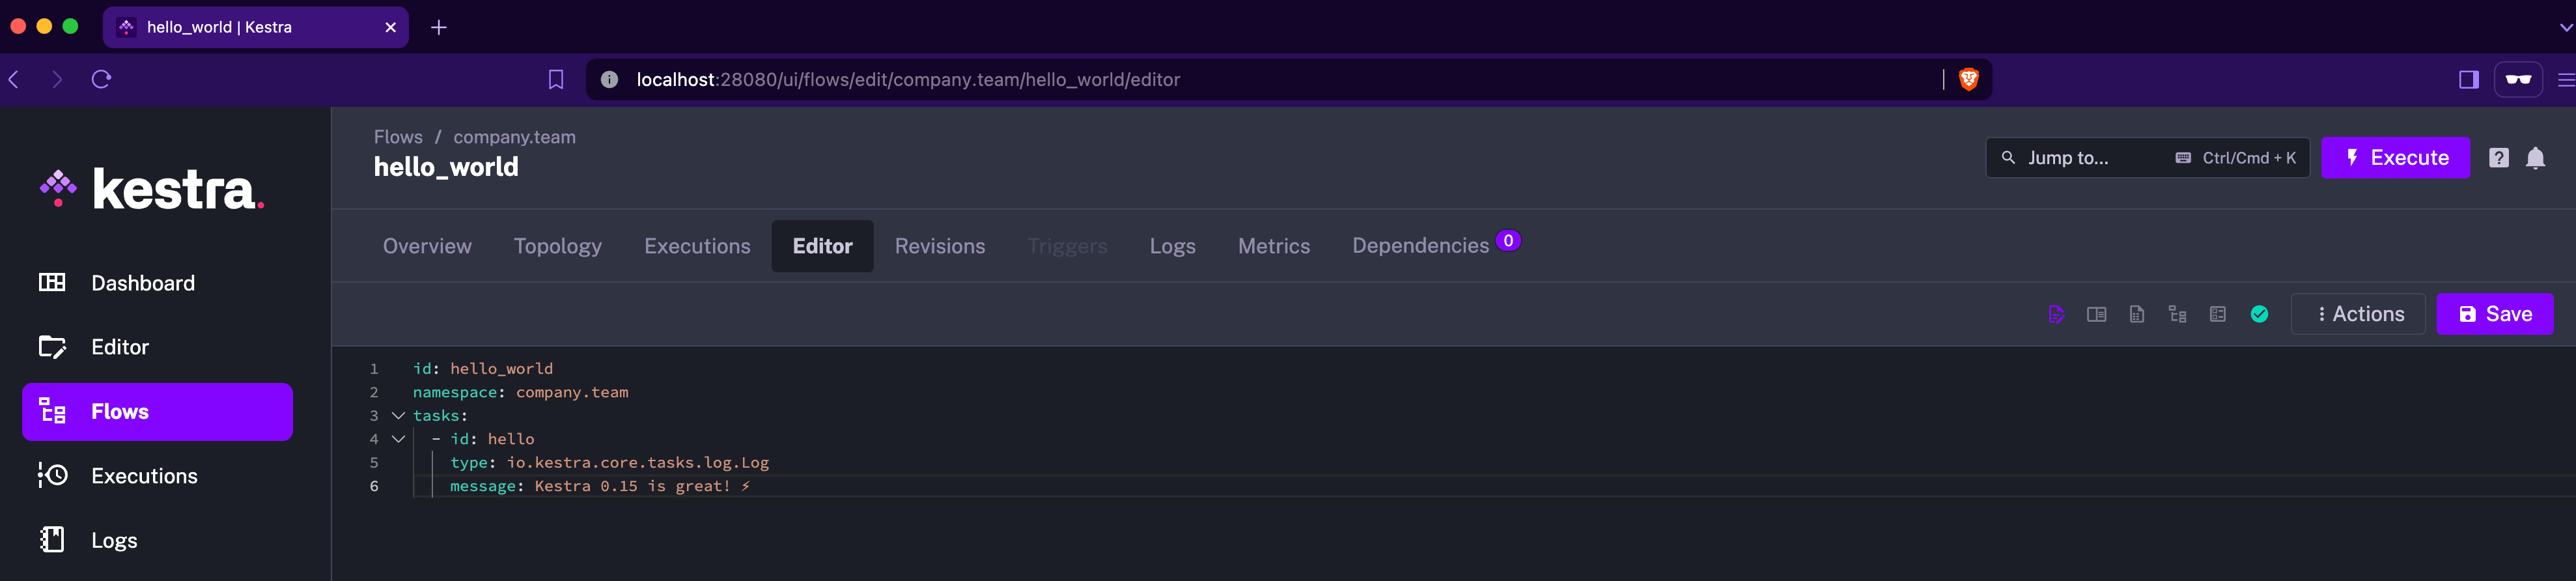 hello_world | Kestra
localhost:28080/ui/flows/edit/company.team/hello_world/editor
kestra.
Dashboard
Editor
Flows
Executions
Logs
Flows / company.team
hello_world
Jump to... Ctrl/Cmd + K
Execute
Overview Topology Executions Editor Revisions Triggers Logs Metrics Dependencies 0
Actions Save
1 id: hello_world
2 namespace: company.team
3 tasks:
4 - id: hello
5 type: io.kestra.core.tasks.log.Log
6 message: Kestra 0.15 is great! ⚡